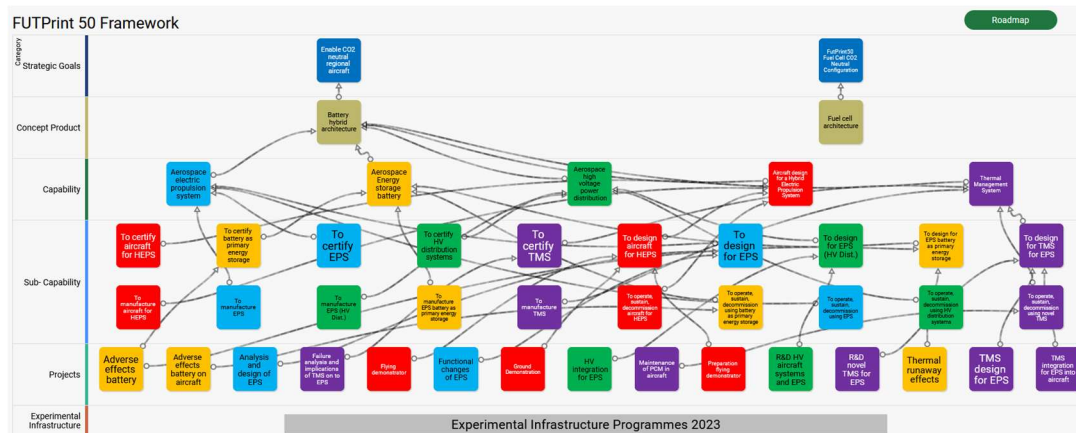 FUTPrint 50 Framework
Roadmap
Category
Strategic Goals
Enable CO2
neutral
regional
aircraft
FutPrint50
Fuel Cell CO2
Neutral
Configuration
Concept Product
Battery
hybrid
architecture
Fuel cell
architecture
Capability
Aerospace
electric
propulsion
system
Aerospace
Energy
storage
battery
Aerospace
high
voltage
power
distribution
Aircraft design
for a Hybrid
Electric
Propulsion
System
Thermal
Management
System
Sub- Capability
To certify
aircraft
for HEPS
To certify
battery as
primary
energy
storage
To
certify
EPS
To certify
HV
distribution
systems
To
certify
TMS
To design
aircraft
for HEPS
To
design
for EPS
To design
for EPS
(HV Dist.)
To design
for EPS
battery as
primary
energy
storage
To
design
for TMS
for EPS
To
manufacture
aircraft for
HEPS
To
manufacture
EPS
To
manufacture
EPS (HV
Dist.)
To
manufacture
EPS battery as
primary energy
storage
To
manufacture
TMS
To operate,
sustain,
decommission
aircraft for
HEPS
To operate,
sustain,
decommission
using battery
as primary
energy storage
To operate,
sustain,
decommission
using EPS
To operate,
sustain,
decommission
using HV
distribution
systems
To operate,
sustain,
decommission
using novel
TMS
Projects
Adverse
effects
battery
Adverse
effects
battery on
aircraft
Analysis
and
design of
EPS
Failure
analysis and
implications
of TMS on to
EPS
Flying
demonstrator
Functional
changes
of EPS
Ground
Demonstration
HV
integration
for EPS
Maintenance
of PCM in
aircraft
Preparation
flying
demonstrator
R&D HV
aircraft
systems
and EPS
R&D
novel
TMS for
EPS
Thermal
runaway
effects
TMS
design
for EPS
TMS
integration
for EPS into
aircraft
Experimental
Infrastructure
Experimental Infrastructure Programmes 2023